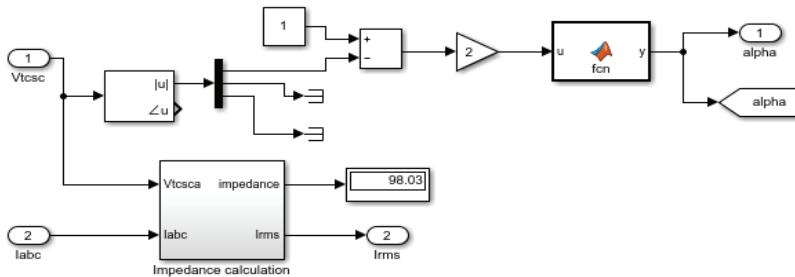 1
Vtcsc
|u|
∠u
1
+
−
2
u
fcn
y
1
alpha
alpha
Vtcsca
impedance
98.03
2
Iabc
Iabc
Irms
2
Irms
Impedance calculation